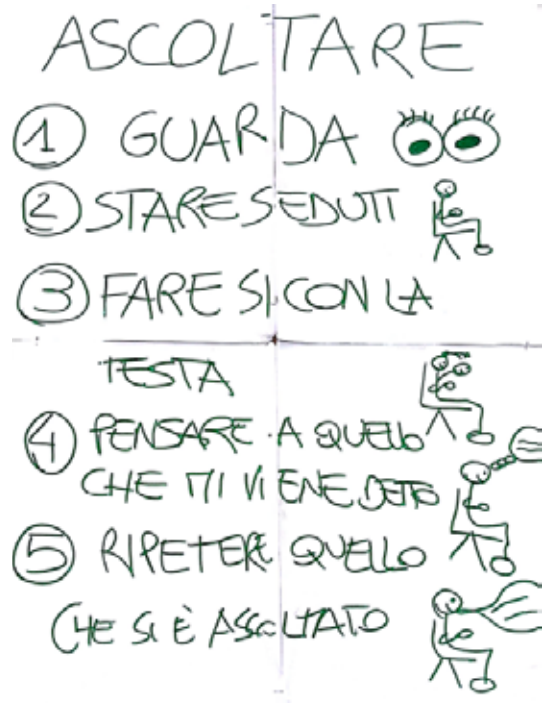 ASCOLTARE
1 GUARDA
2 STARE SEDUTI
3 FARE SI CON LA
TESTA
4 PENSARE A QUELLO
CHE MI VIENE DETTO
5 RIPETERE QUELLO
CHE SI È ASCOLTATO